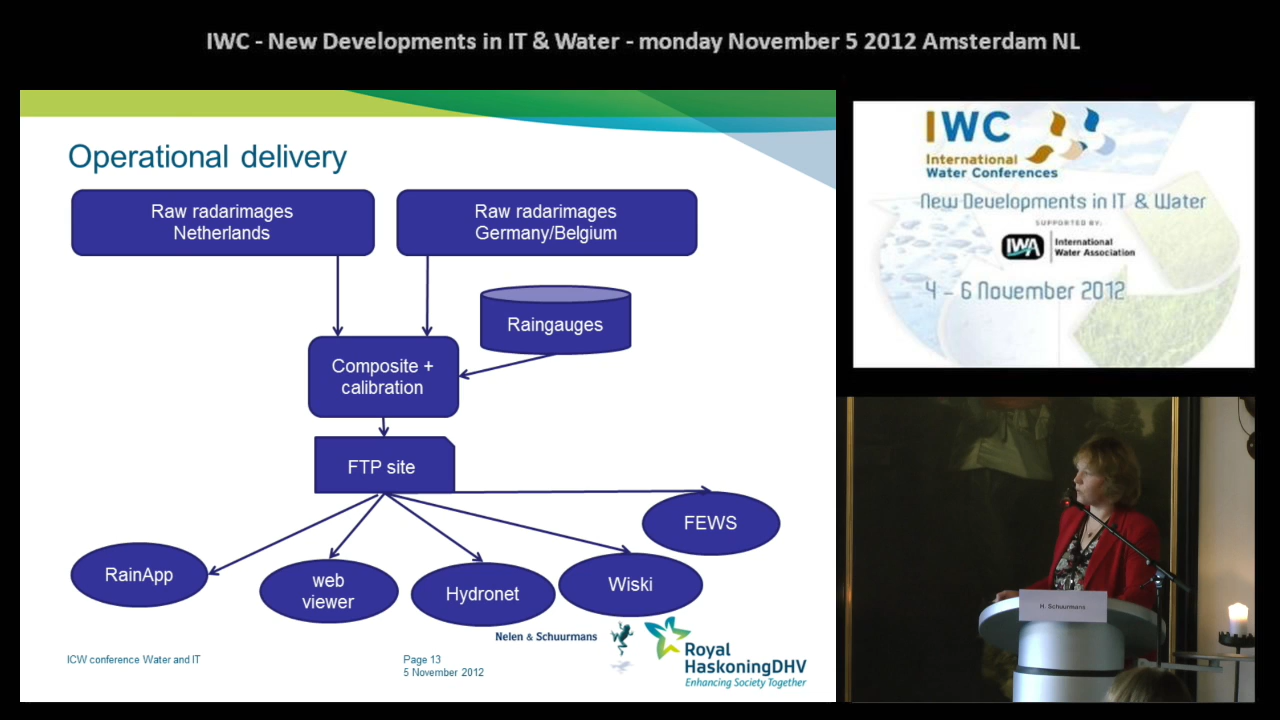 IWC - New Developments in IT & Water - monday November 5 2012 Amsterdam NL
Operational delivery
Raw radarimages
Netherlands
Raw radarimages
Germany/Belgium
Raingauges
Composite +
calibration
FTP site
FEWS
RainApp
web
viewer
Hydronet
Wiski
Nelen & Schuurmans
Royal
HaskoningDHV
Enhancing Society Together
ICW conference Water and IT
Page 13
5 November 2012
IWC
International
Water Conferences
New Developments in IT & Water
SUPPORTED BY:
IWA
International
Water Association
4 - 6 November 2012
H. Schuurmans